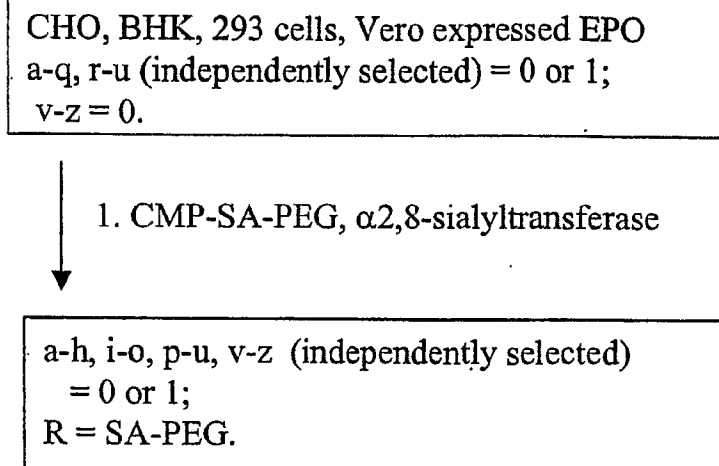 CHO, BHK, 293 cells, Vero expressed EPO
a-q, r-u (independently selected) = 0 or 1;
v-z = 0.
1. CMP-SA-PEG, α2,8-sialyltransferase
a-h, i-o, p-u, v-z (independently selected)
= 0 or 1;
R = SA-PEG.